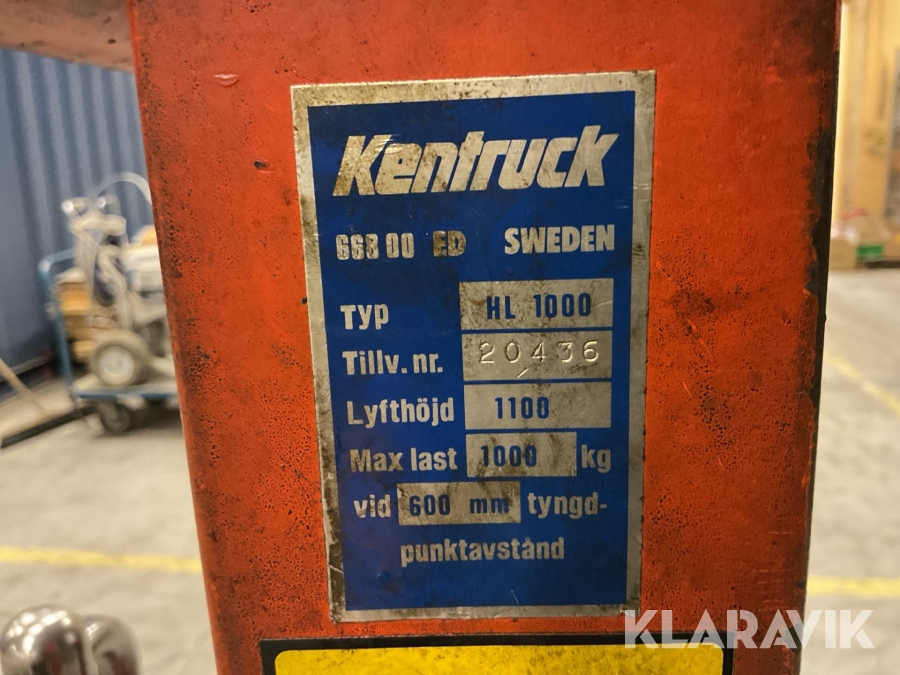 Kentruck
668 00 ED SWEDEN
Typ HL 1000
Tillv. nr. 20436
Lyfthöjd 1100
Max last 1000 kg
vid 600 mm tyngd-
punktavstånd
KLARAVIK